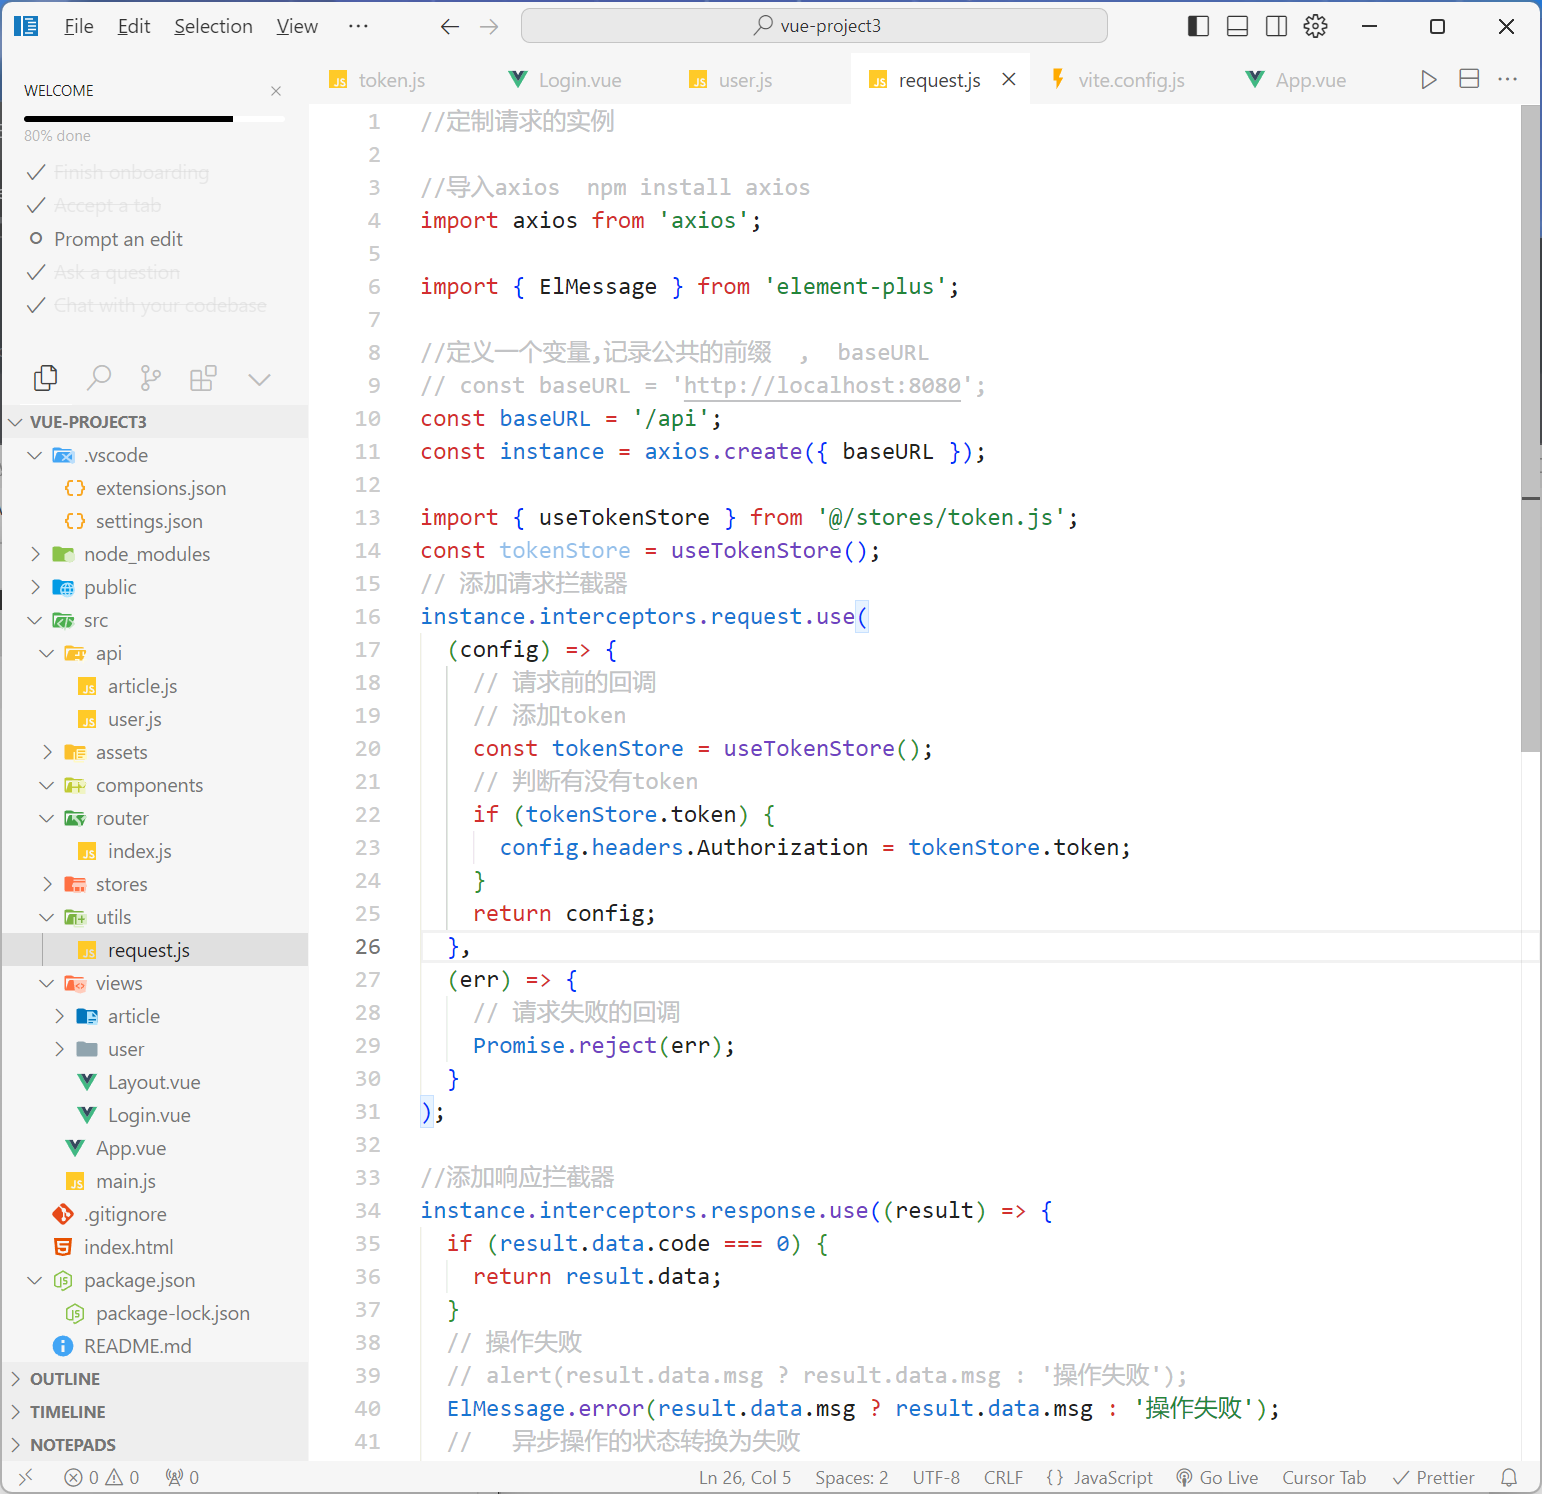 File Edit Selection View ··· vue-project3
WELCOME
80% done
Finish onboarding
Accept a tab
Prompt an edit
Ask a question
Chat with your codebase
VUE-PROJECT3
.vscode
extensions.json
settings.json
node_modules
public
src
api
article.js
user.js
assets
components
router
index.js
stores
utils
request.js
views
article
user
Layout.vue
Login.vue
App.vue
main.js
.gitignore
index.html
package.json
package-lock.json
README.md
OUTLINE
TIMELINE
NOTEPADS
token.js Login.vue user.js request.js vite.config.js App.vue
1 //定制请求的实例
2
3 //导入axios  npm install axios
4 import axios from 'axios';
5
6 import { ElMessage } from 'element-plus';
7
8 //定义一个变量,记录公共的前缀  ,  baseURL
9 // const baseURL = 'http://localhost:8080';
10 const baseURL = '/api';
11 const instance = axios.create({ baseURL });
12
13 import { useTokenStore } from '@/stores/token.js';
14 const tokenStore = useTokenStore();
15 // 添加请求拦截器
16 instance.interceptors.request.use(
17   (config) => {
18     // 请求前的回调
19     // 添加token
20     const tokenStore = useTokenStore();
21     // 判断有没有token
22     if (tokenStore.token) {
23       config.headers.Authorization = tokenStore.token;
24     }
25     return config;
26   },
27   (err) => {
28     // 请求失败的回调
29     Promise.reject(err);
30   }
31 );
32
33 //添加响应拦截器
34 instance.interceptors.response.use((result) => {
35   if (result.data.code === 0) {
36     return result.data;
37   }
38   // 操作失败
39   // alert(result.data.msg ? result.data.msg : '操作失败');
40   ElMessage.error(result.data.msg ? result.data.msg : '操作失败');
41   //   异步操作的状态转换为失败
0 0 0 Ln 26, Col 5 Spaces: 2 UTF-8 CRLF {} JavaScript Go Live Cursor Tab Prettier